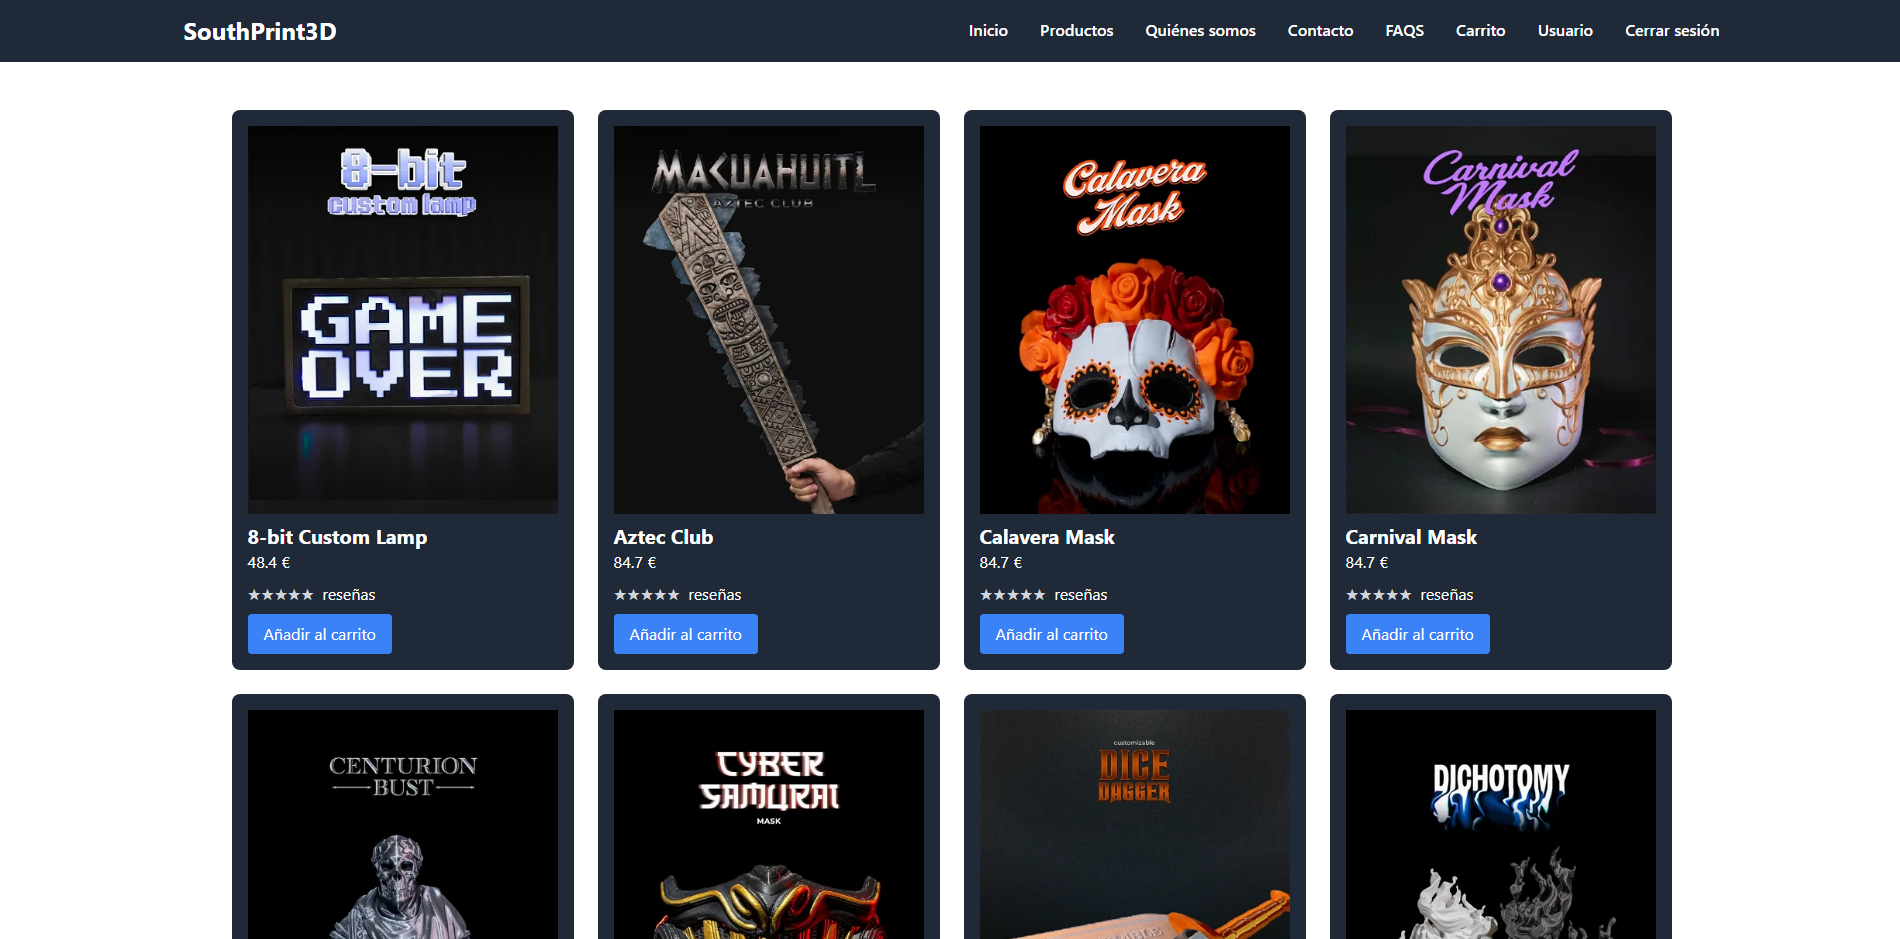 SouthPrint3D
Inicio Productos Quiénes somos Contacto FAQS Carrito Usuario Cerrar sesión
8-bit
custom lamp
GAME
OVER
8-bit Custom Lamp
48.4 €
★★★★★ reseñas
Añadir al carrito
MACUAHUITL
AZTEC CLUB
Aztec Club
84.7 €
★★★★★ reseñas
Añadir al carrito
Calavera
Mask
Calavera Mask
84.7 €
★★★★★ reseñas
Añadir al carrito
Carnival
Mask
Carnival Mask
84.7 €
★★★★★ reseñas
Añadir al carrito
CENTURION
BUST
CYBER
SAMURAI
MASK
customizable
DICE
DAGGER
DICHOTOMY